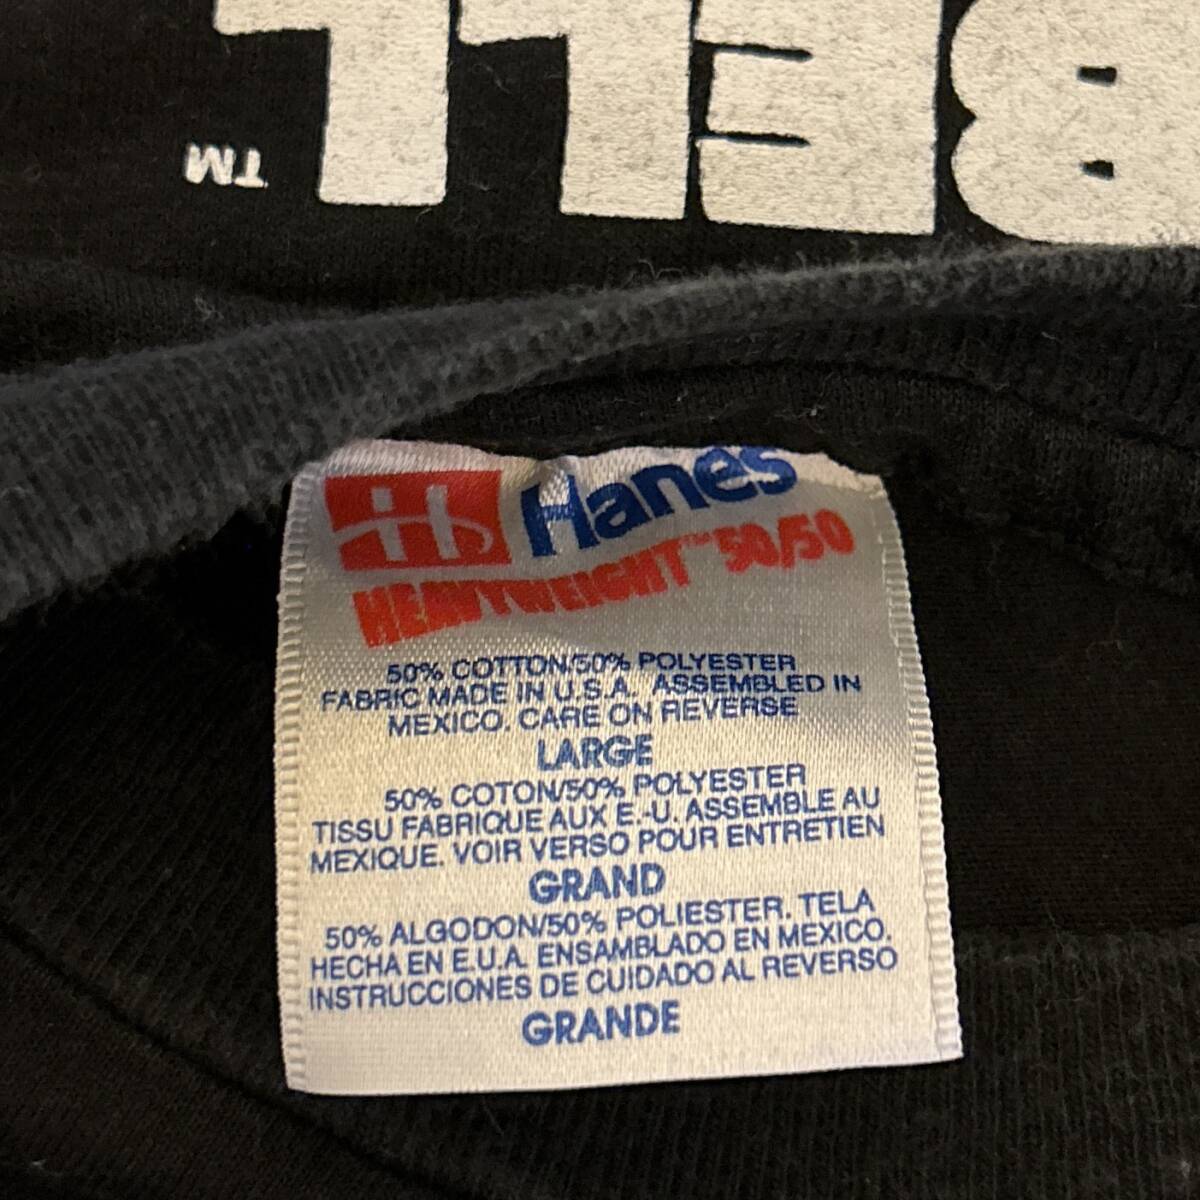 BELL
™
Hanes
HEAVYWEIGHT™ 50/50
50% COTTON/50% POLYESTER
FABRIC MADE IN U.S.A. ASSEMBLED IN
MEXICO. CARE ON REVERSE
LARGE
50% COTON/50% POLYESTER
TISSU FABRIQUE AUX E.-U. ASSEMBLE AU
MEXIQUE. VOIR VERSO POUR ENTRETIEN
GRAND
50% ALGODON/50% POLIESTER. TELA
HECHA EN E.U.A. ENSAMBLADO EN MEXICO.
INSTRUCCIONES DE CUIDADO AL REVERSO
GRANDE